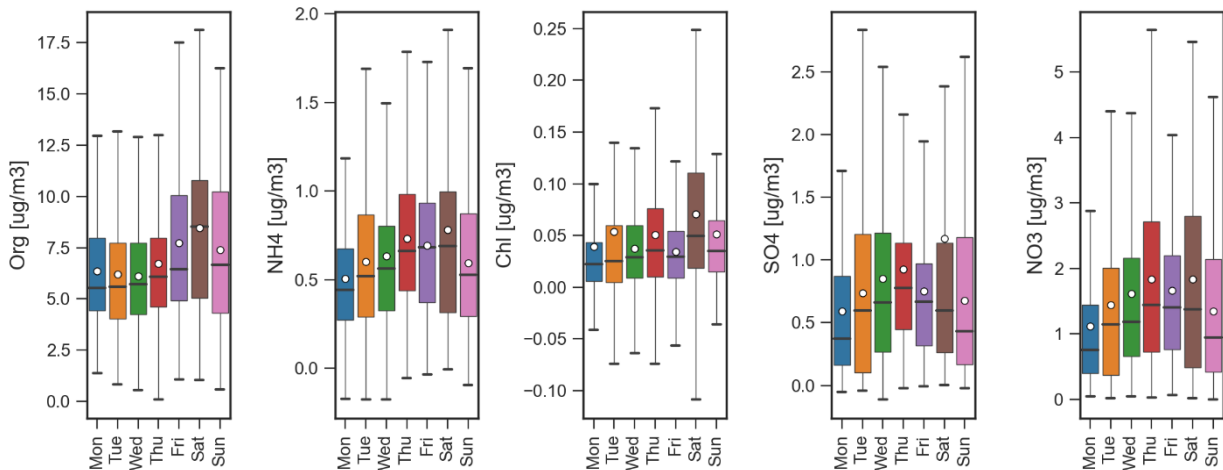 Org [ug/m3]
17.5
15.0
12.5
10.0
7.5
5.0
2.5
0.0
Mon
Tue
Wed
Thu
Fri
Sat
Sun
NH4 [ug/m3]
2.0
1.5
1.0
0.5
0.0
Mon
Tue
Wed
Thu
Fri
Sat
Sun
Chl [ug/m3]
0.25
0.20
0.15
0.10
0.05
0.00
−0.05
−0.10
Mon
Tue
Wed
Thu
Fri
Sat
Sun
SO4 [ug/m3]
2.5
2.0
1.5
1.0
0.5
0.0
Mon
Tue
Wed
Thu
Fri
Sat
Sun
NO3 [ug/m3]
5
4
3
2
1
0
Mon
Tue
Wed
Thu
Fri
Sat
Sun